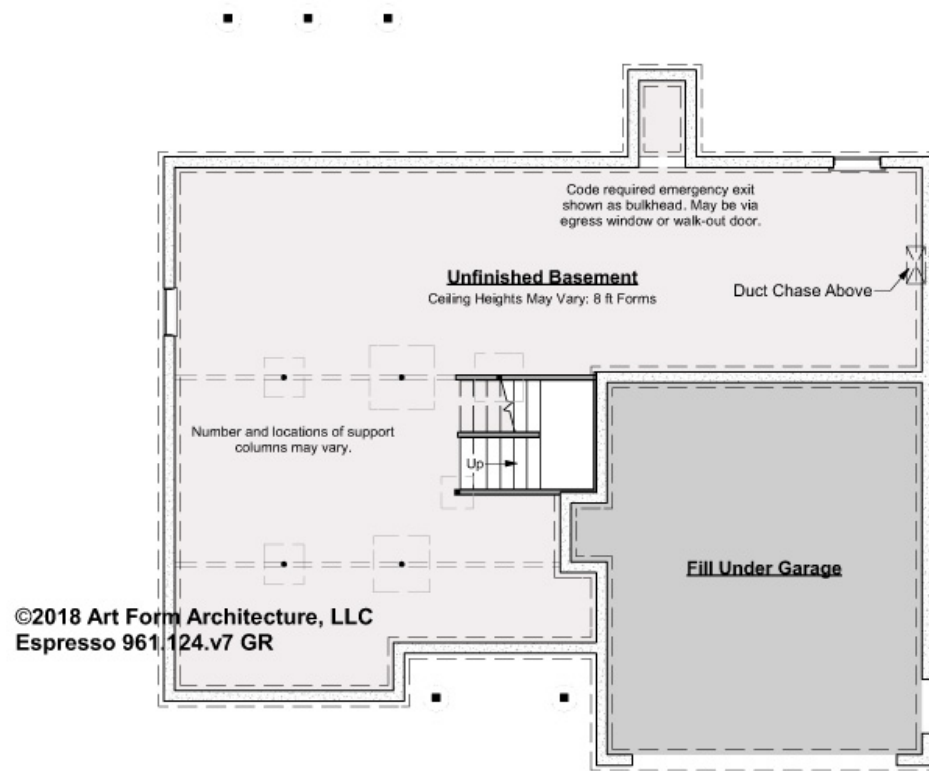 Code required emergency exit
shown as bulkhead. May be via
egress window or walk-out door.
Unfinished Basement
Ceiling Heights May Vary: 8 ft Forms
Duct Chase Above
Number and locations of support
columns may vary.
Up
Fill Under Garage
©2018 Art Form Architecture, LLC
Espresso 961.124.v7 GR